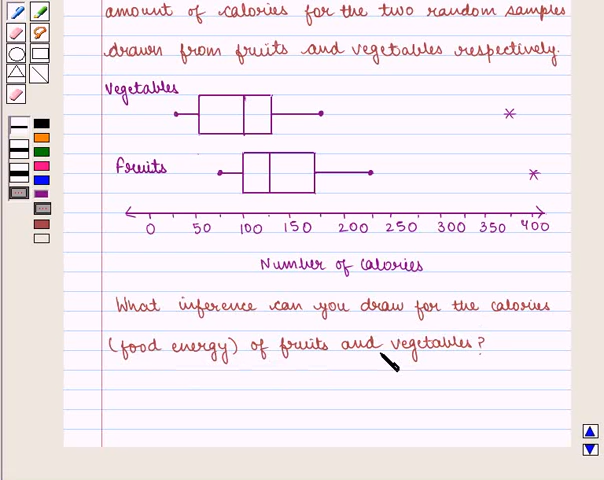 amount of calories for the two random samples
drawn from fruits and vegetables respectively.
Vegetables
Fruits
0 50 100 150 200 250 300 350 400
Number of calories
What inference can you draw for the calories
(food energy) of fruits and vegetables?